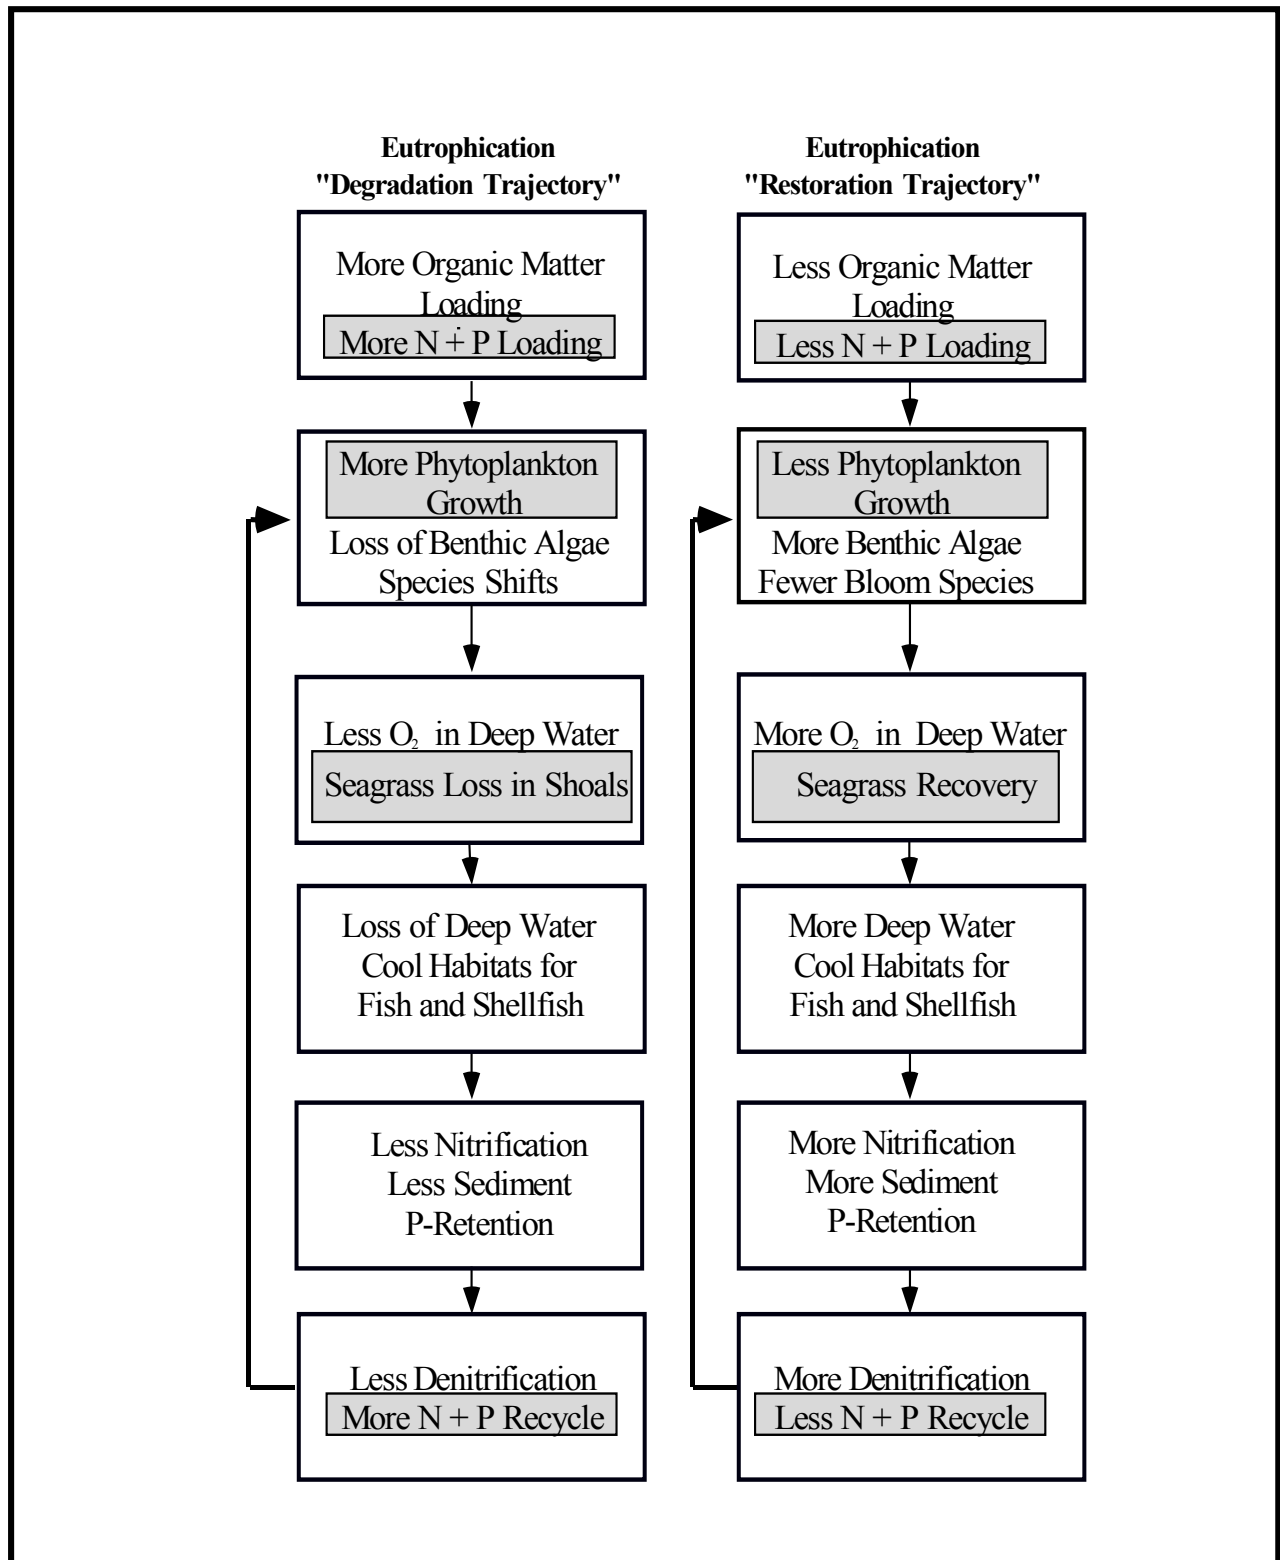 Eutrophication
"Degradation Trajectory"
More Organic Matter
Loading
More N + P Loading
More Phytoplankton
Growth
Loss of Benthic Algae
Species Shifts
Less O₂ in Deep Water
Seagrass Loss in Shoals
Loss of Deep Water
Cool Habitats for
Fish and Shellfish
Less Nitrification
Less Sediment
P-Retention
Less Denitrification
More N + P Recycle
Eutrophication
"Restoration Trajectory"
Less Organic Matter
Loading
Less N + P Loading
Less Phytoplankton
Growth
More Benthic Algae
Fewer Bloom Species
More O₂ in Deep Water
Seagrass Recovery
More Deep Water
Cool Habitats for
Fish and Shellfish
More Nitrification
More Sediment
P-Retention
More Denitrification
Less N + P Recycle